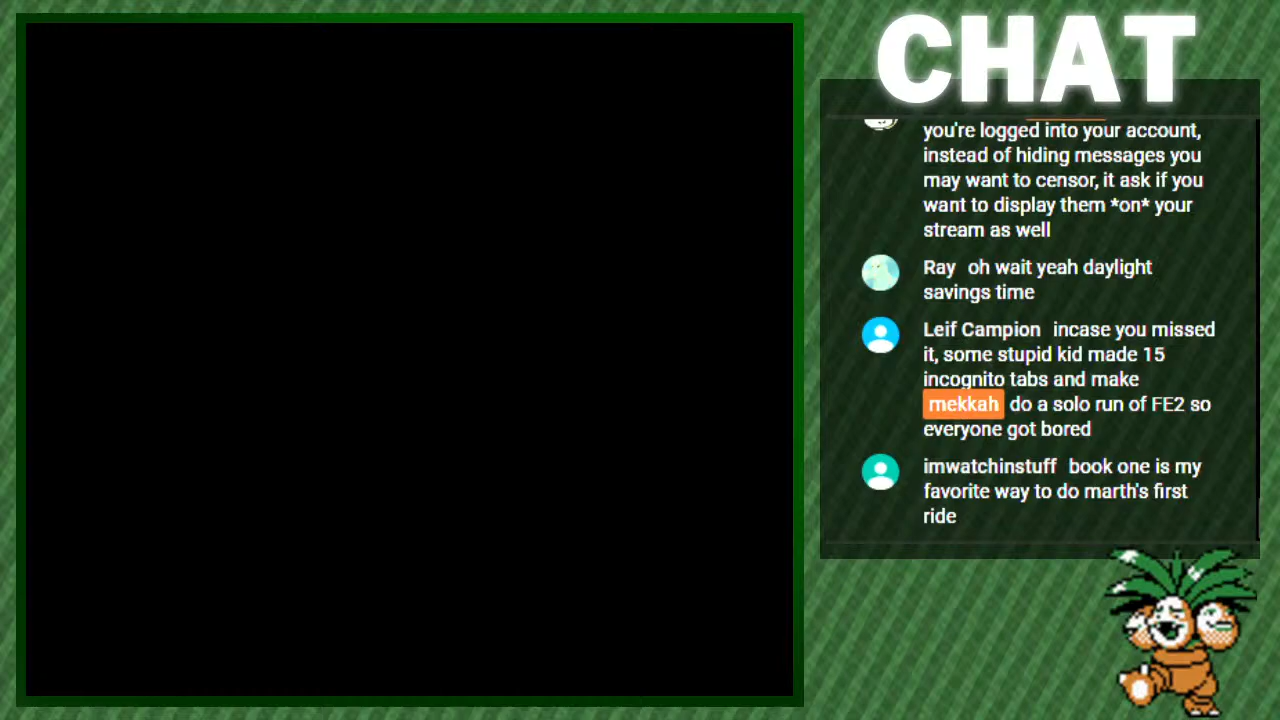 CHAT
you're logged into your account,
instead of hiding messages you
may want to censor, it ask if you
want to display them *on* your
stream as well
Ray oh wait yeah daylight
savings time
Leif Campion incase you missed
it, some stupid kid made 15
incognito tabs and make
mekkah do a solo run of FE2 so
everyone got bored
imwatchinstuff book one is my
favorite way to do marth's first
ride